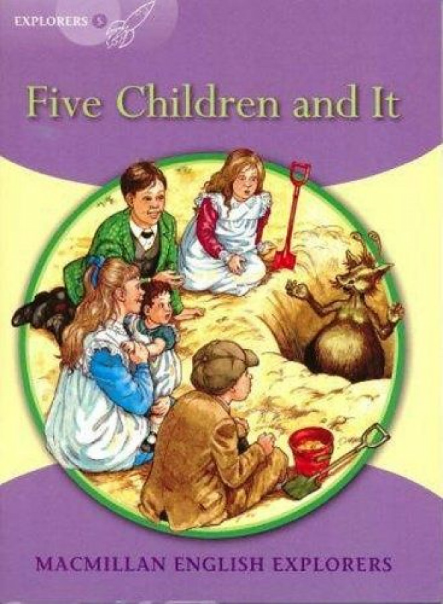 EXPLORERS 5
Five Children and It
MACMILLAN ENGLISH EXPLORERS